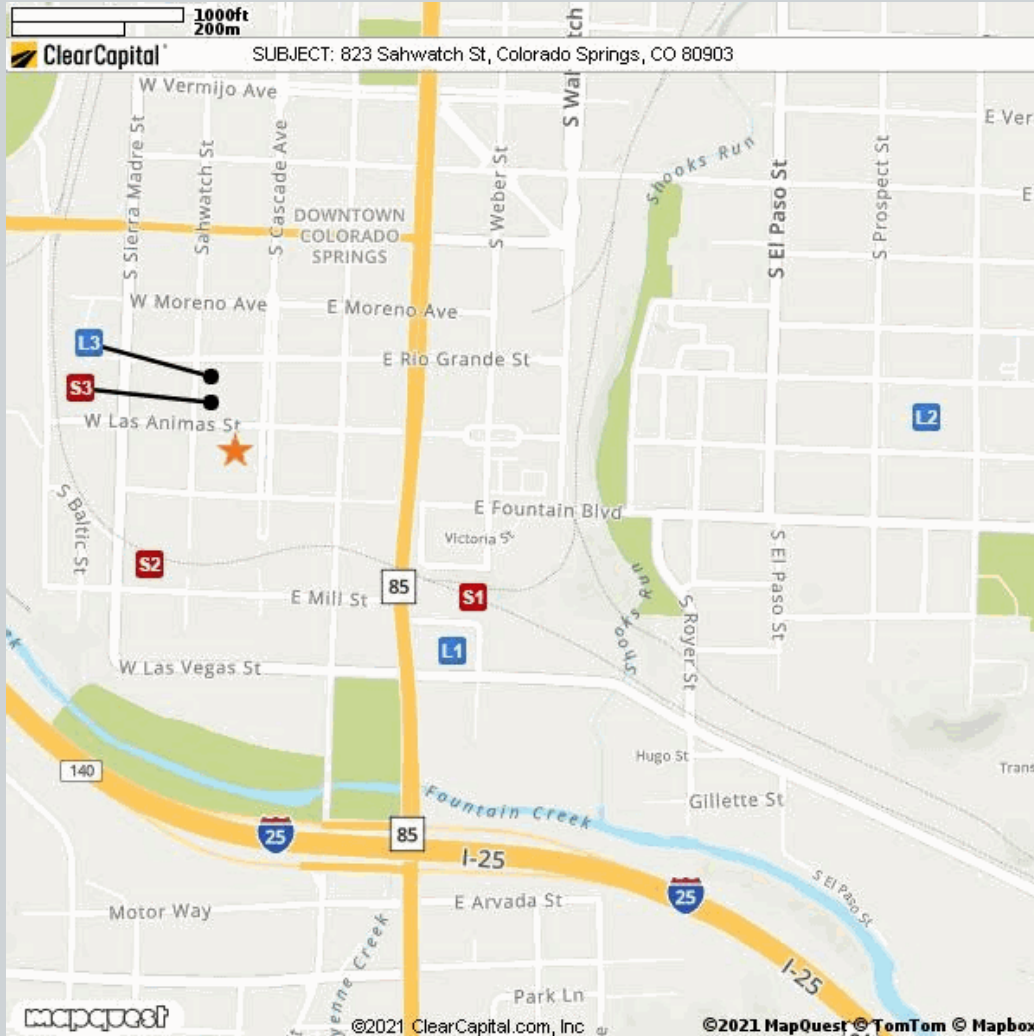 1000ft
200m
ClearCapital
SUBJECT: 823 Sahwatch St, Colorado Springs, CO 80903
W Vermijo Ave
S Sierra Madre St
Sahwatch St
S Cascade Ave
S Weber St
Shooks Run
S El Paso St
S Prospect St
E Ver
E
DOWNTOWN
COLORADO
SPRINGS
W Moreno Ave
E Moreno Ave
L3
E Rio Grande St
S3
W Las Animas St
L2
S Baltic St
E Fountain Blvd
Victoria St
S2
S El Paso St
85
S1
E Mill St
Shooks Run
S Royer St
L1
W Las Vegas St
Hugo St
Trans
140
Gillette St
Fountain Creek
25
85
I-25
25
S El Paso St
Motor Way
E Arvada St
I-25
yenne Creek
Park Ln
mapquest
©2021 ClearCapital.com, Inc
©2021 MapQuest © TomTom © Mapbo